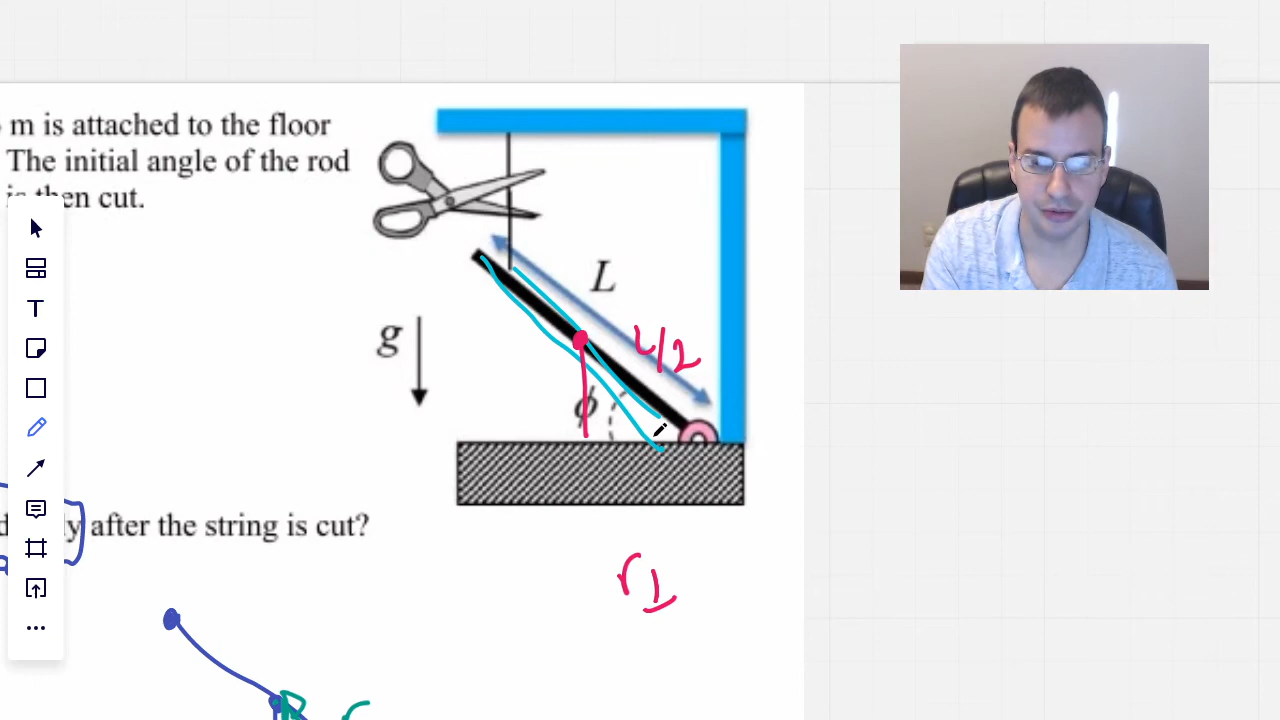 m is attached to the floor
The initial angle of the rod
is then cut.
L
g
L/2
ϕ
T
after the string is cut?
r⊥